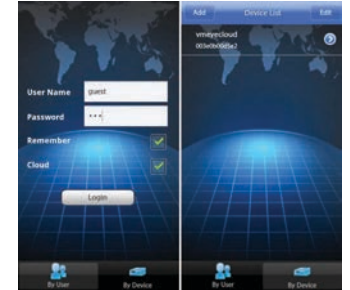 User Name
guest
Password
•••
Remember
Cloud
Login
By User
By Device
Add
Device List
Edit
vmeyecloud
By User
By Device